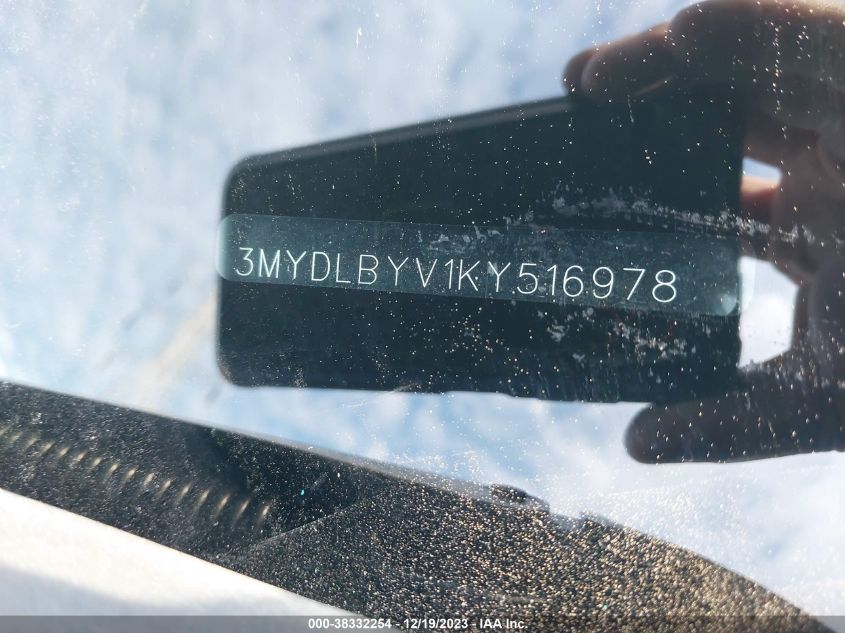 3MYDLBYV1KY516978
000-38332254 - 12/19/2023 - IAA Inc.